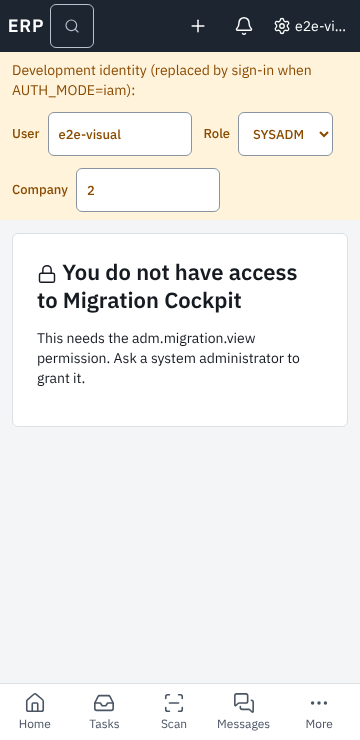 ERP
e2e-vi...
Development identity (replaced by sign-in when
AUTH_MODE=iam):
User e2e-visual Role SYSADM
Company 2
You do not have access
to Migration Cockpit
This needs the adm.migration.view
permission. Ask a system administrator to
grant it.
Home Tasks Scan Messages More